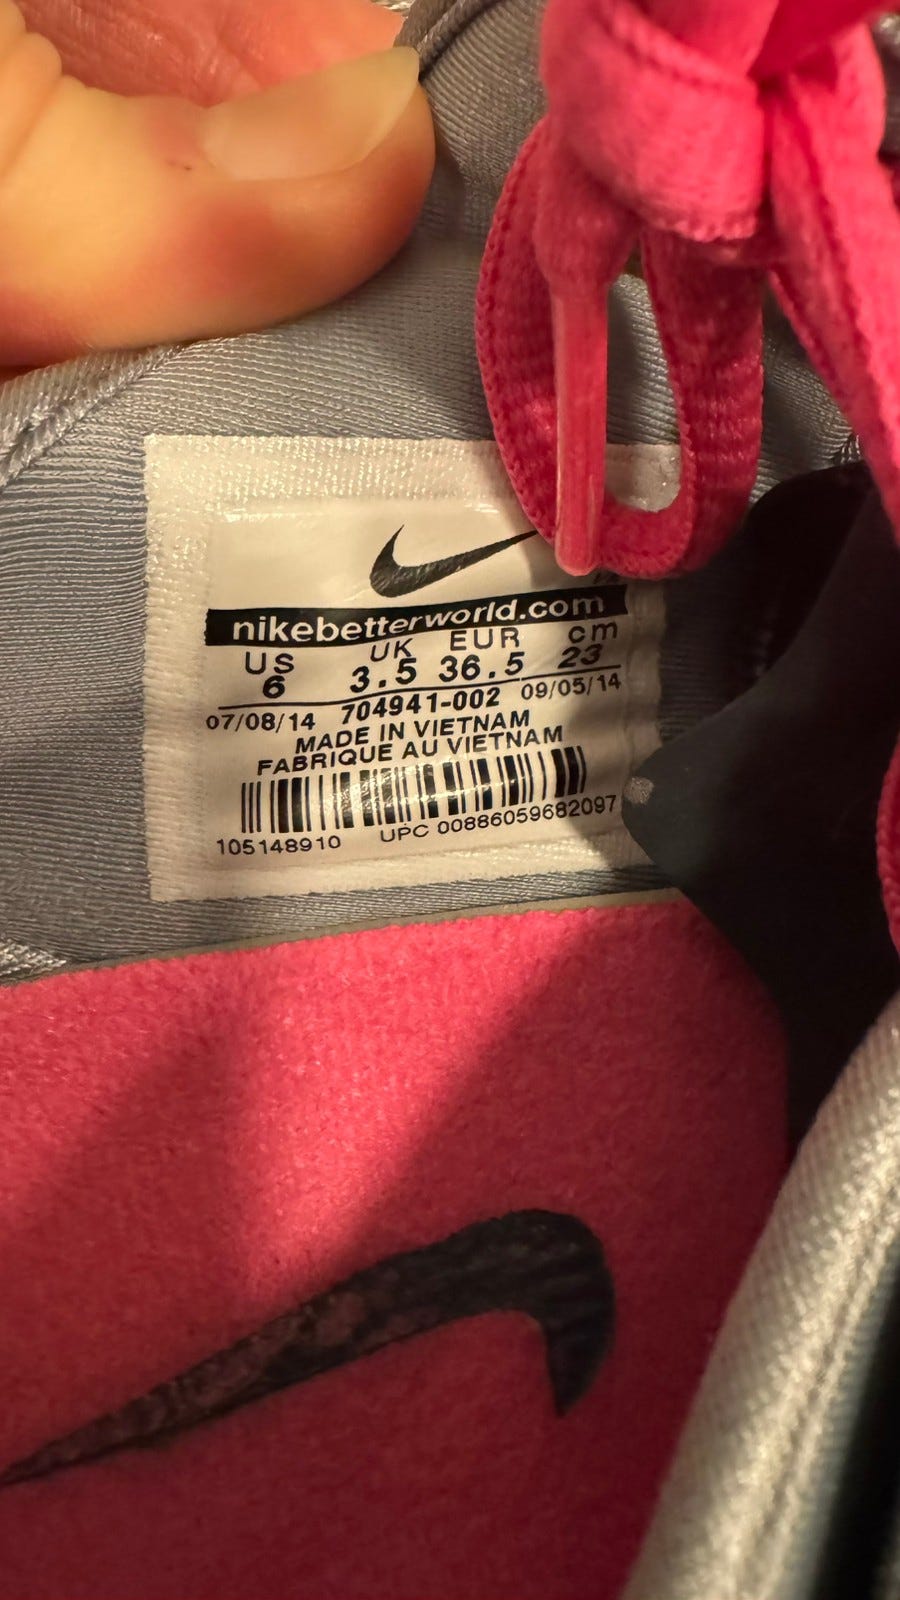 nikebetterworld.com
US UK EUR cm
6 3.5 36.5 23
07/08/14 704941-002 09/05/14
MADE IN VIETNAM
FABRIQUE AU VIETNAM
105148910 UPC 00886059682097